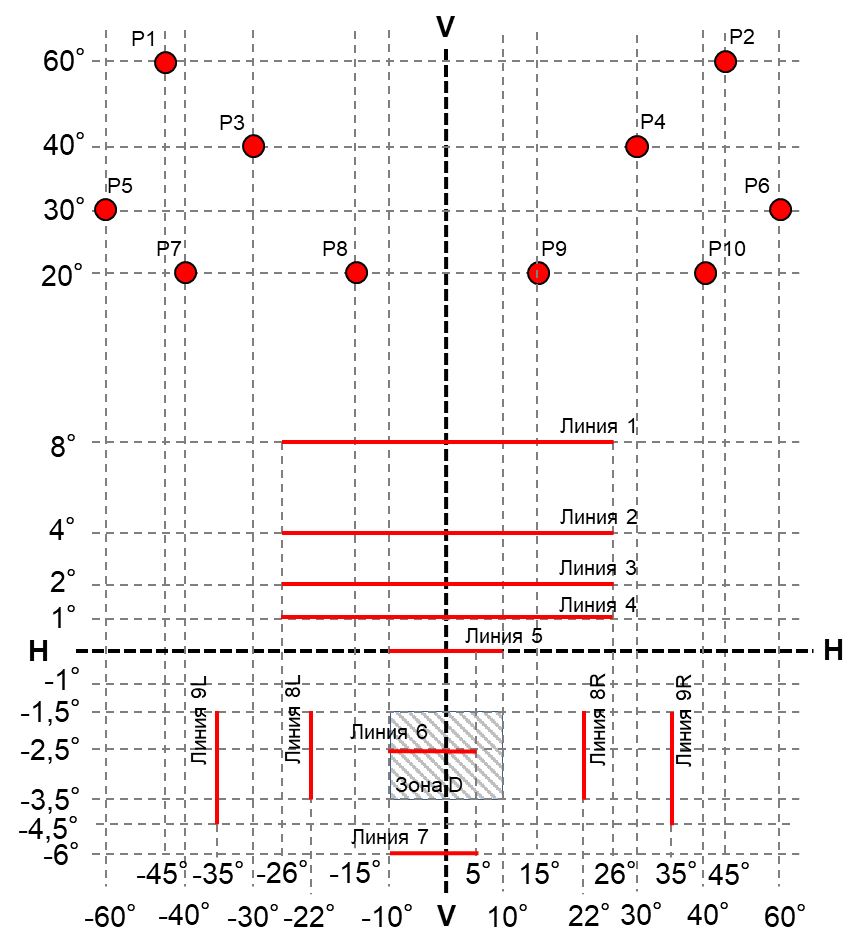 V
P1 P2
60°
P3 P4
40°
P5 P6
30°
P7 P8 P9 P10
20°
Линия 1
8°
Линия 2
4°
Линия 3
2°
Линия 4
1°
Линия 5
H H
-1°
Линия 9L Линия 8L Линия 8R Линия 9R
-1,5°
Линия 6
-2,5°
Зона D
-3,5°
-4,5°
Линия 7
-6°
-45° -35° -26° -15° 5° 15° 26° 35° 45°
-60° -40° -30° -22° -10° V 10° 22° 30° 40° 60°